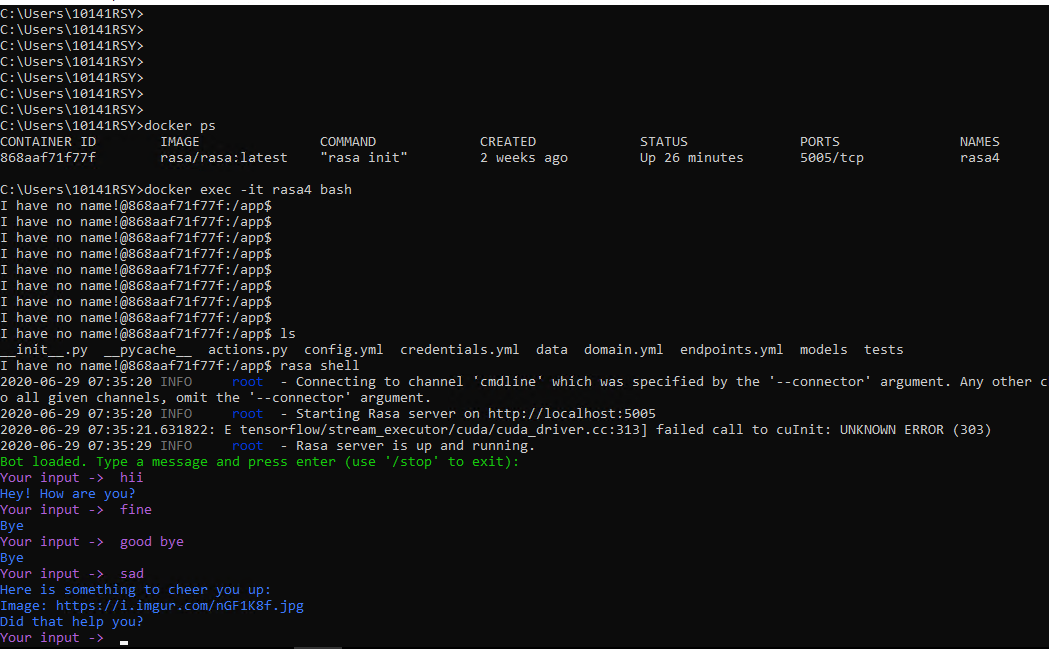 C:\Users\10141RSY>
C:\Users\10141RSY>
C:\Users\10141RSY>
C:\Users\10141RSY>
C:\Users\10141RSY>
C:\Users\10141RSY>
C:\Users\10141RSY>
C:\Users\10141RSY>docker ps
CONTAINER ID        IMAGE               COMMAND             CREATED             STATUS              PORTS               NAMES
868aaf71f77f        rasa/rasa:latest    "rasa init"         2 weeks ago         Up 26 minutes       5005/tcp            rasa4
C:\Users\10141RSY>docker exec -it rasa4 bash
I have no name!@868aaf71f77f:/app$
I have no name!@868aaf71f77f:/app$
I have no name!@868aaf71f77f:/app$
I have no name!@868aaf71f77f:/app$
I have no name!@868aaf71f77f:/app$
I have no name!@868aaf71f77f:/app$
I have no name!@868aaf71f77f:/app$
I have no name!@868aaf71f77f:/app$
I have no name!@868aaf71f77f:/app$ ls
__init__.py  __pycache__  actions.py  config.yml  credentials.yml  data  domain.yml  endpoints.yml  models  tests
I have no name!@868aaf71f77f:/app$ rasa shell
2020-06-29 07:35:20 INFO     root  - Connecting to channel 'cmdline' which was specified by the '--connector' argument. Any other c
o all given channels, omit the '--connector' argument.
2020-06-29 07:35:20 INFO     root  - Starting Rasa server on http://localhost:5005
2020-06-29 07:35:21.631822: E tensorflow/stream_executor/cuda/cuda_driver.cc:313] failed call to cuInit: UNKNOWN ERROR (303)
2020-06-29 07:35:29 INFO     root  - Rasa server is up and running.
Bot loaded. Type a message and press enter (use '/stop' to exit):
Your input ->  hii
Hey! How are you?
Your input ->  fine
Bye
Your input ->  good bye
Bye
Your input ->  sad
Here is something to cheer you up:
Image: https://i.imgur.com/nGF1K8f.jpg
Did that help you?
Your input ->